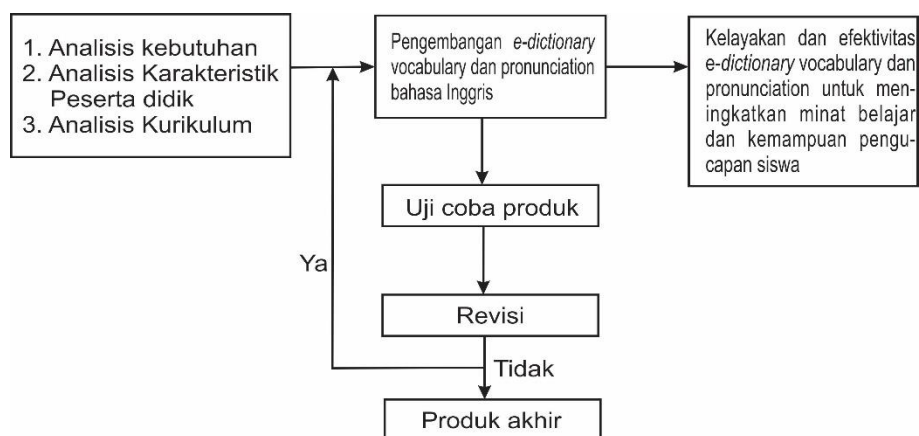 1. Analisis kebutuhan
2. Analisis Karakteristik
Peserta didik
3. Analisis Kurikulum
Pengembangan e-dictionary
vocabulary dan pronunciation
bahasa Inggris
Kelayakan dan efektivitas
e-dictionary vocabulary dan
pronunciation untuk men-
ingkatkan minat belajar
dan kemampuan pengu-
capan siswa
Uji coba produk
Ya
Revisi
Tidak
Produk akhir